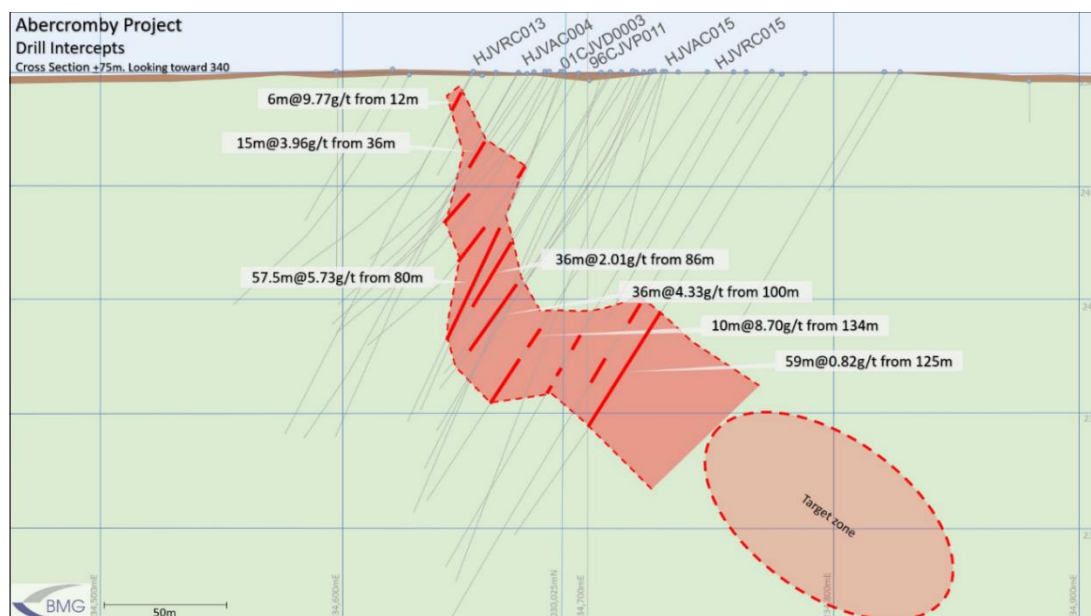 Abercromby Project
Drill Intercepts
Cross Section +75m. Looking toward 340
HJVRC013
HJVAC004
01CJVD0003
96CJVP011
HJVAC015
HJVRC015
6m@9.77g/t from 12m
15m@3.96g/t from 36m
36m@2.01g/t from 86m
57.5m@5.73g/t from 80m
36m@4.33g/t from 100m
10m@8.70g/t from 134m
59m@0.82g/t from 125m
Target zone
BMG
50m